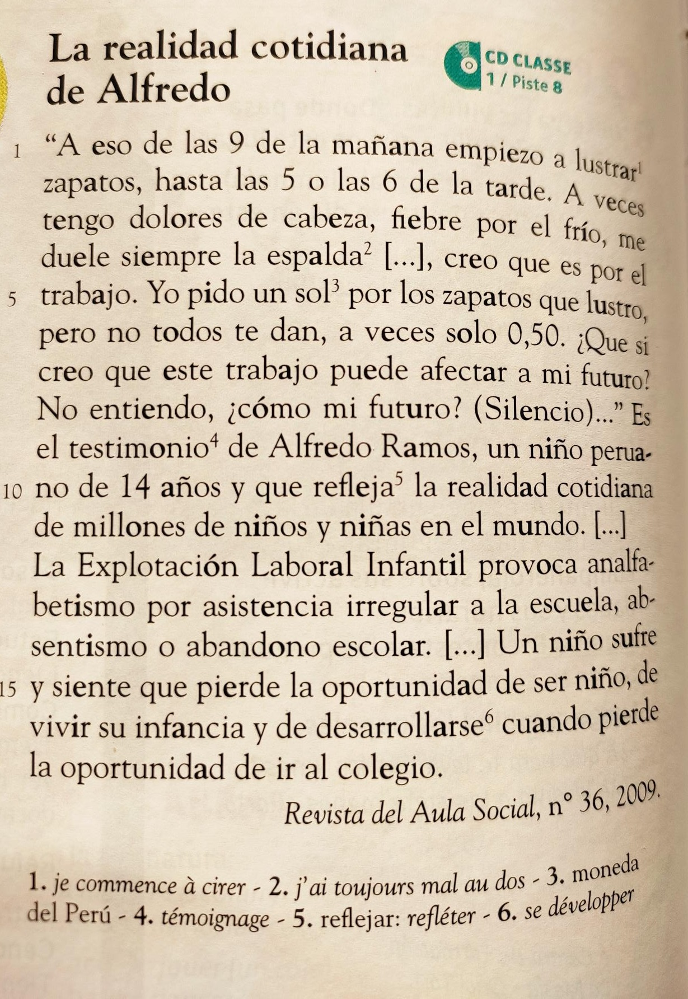 La realidad cotidiana
de Alfredo
CD CLASSE
1 / Piste 8
1 “A eso de las 9 de la mañana empiezo a lustrar¹
zapatos, hasta las 5 o las 6 de la tarde. A veces
tengo dolores de cabeza, fiebre por el frío, me
duele siempre la espalda² [...], creo que es por el
5 trabajo. Yo pido un sol³ por los zapatos que lustro,
pero no todos te dan, a veces solo 0,50. ¿Que si
creo que este trabajo puede afectar a mi futuro?
No entiendo, ¿cómo mi futuro? (Silencio)...” Es
el testimonio⁴ de Alfredo Ramos, un niño perua-
10 no de 14 años y que refleja⁵ la realidad cotidiana
de millones de niños y niñas en el mundo. [...]
La Explotación Laboral Infantil provoca analfa-
betismo por asistencia irregular a la escuela, ab-
sentismo o abandono escolar. [...] Un niño sufre
15 y siente que pierde la oportunidad de ser niño, de
vivir su infancia y de desarrollarse⁶ cuando pierde
la oportunidad de ir al colegio.
Revista del Aula Social, n° 36, 2009.
1. je commence à cirer - 2. j’ai toujours mal au dos - 3. moneda
del Perú - 4. témoignage - 5. reflejar: refléter - 6. se développer